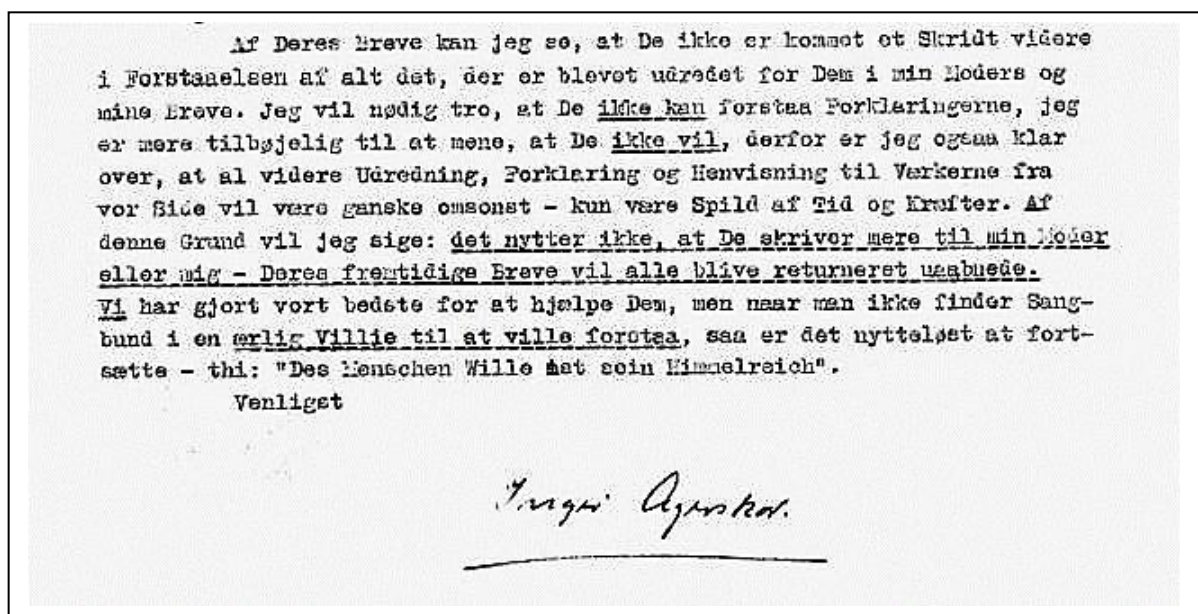 Af Deres Breve kan jeg se, at De ikke er kommet et Skridt videre
i Forstaaelsen af alt det, der er blevet udredet for Dem i min Moders og
mine Breve. Jeg vil nødig tro, at De ikke kan forstaa Forklaringerne, jeg
er mere tilbøjelig til at mene, at De ikke vil, derfor er jeg ogsaa klar
over, at al videre Udredning, Forklaring og Henvisning til Værkerne fra
vor Side vil være ganske omsonst - kun være Spild af Tid og Kræfter. Af
denne Grund vil jeg sige: det nytter ikke, at De skriver mere til min Moder
eller mig - Deres fremtidige Breve vil alle blive returneret uaabnede.
Vi har gjort vort bedste for at hjælpe Dem, men naar man ikke finder Sang-
bund i en ærlig Villie til at ville forstaa, saa er det nytteløst at fort-
sætte - thi: "Des Menschen Wille ist sein Himmelreich".
Venligst
Inger Agerskov.